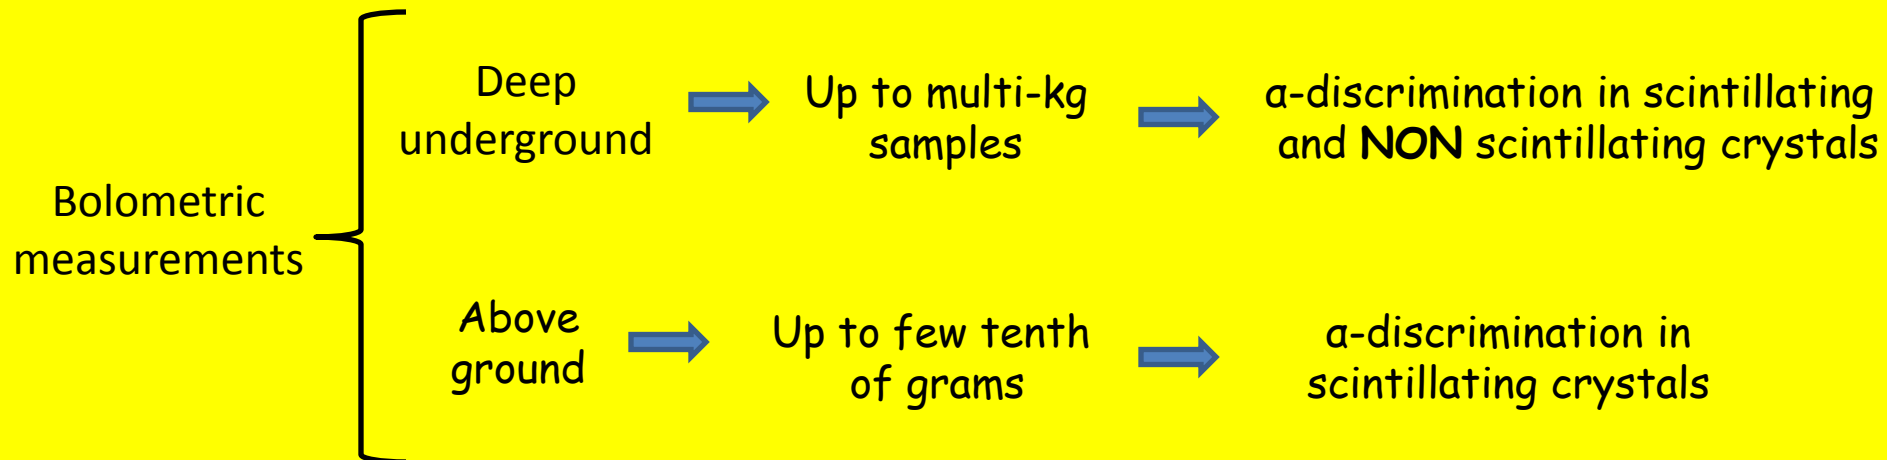 Bolometric
measurements
Deep
underground
Up to multi-kg
samples
α-discrimination in scintillating
and NON scintillating crystals
Above
ground
Up to few tenth
of grams
α-discrimination in
scintillating crystals